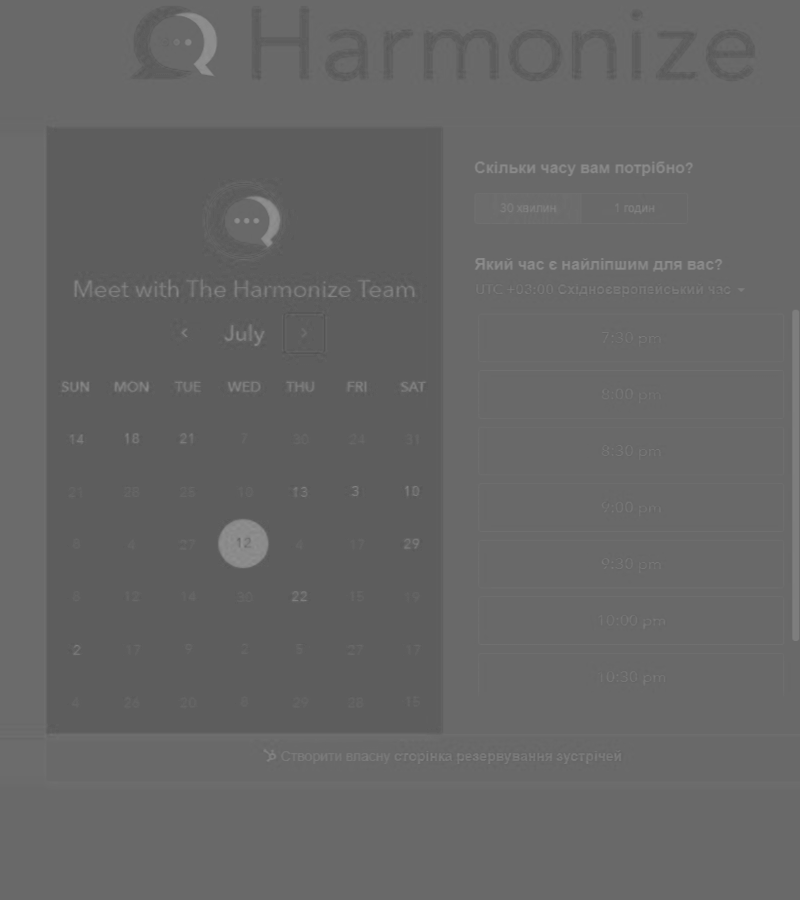 Harmonize
Meet with The Harmonize Team
July
SUN MON TUE WED THU FRI SAT
14 18 21 7 30 24 31
21 28 25 18 13 3 10
8 4 27 12 4 17 29
8 12 14 30 22 15 19
2 17 9 2 5 27 17
4 26 20 8 29 28 15
Скільки часу вам потрібно?
30 хвилин 1 годин
Який час є найліпшим для вас?
UTC +03:00 Східноєвропейський час
7:30 pm
8:00 pm
8:30 pm
9:00 pm
9:30 pm
10:00 pm
10:30 pm
Створити власну сторінка резервування зустрічей